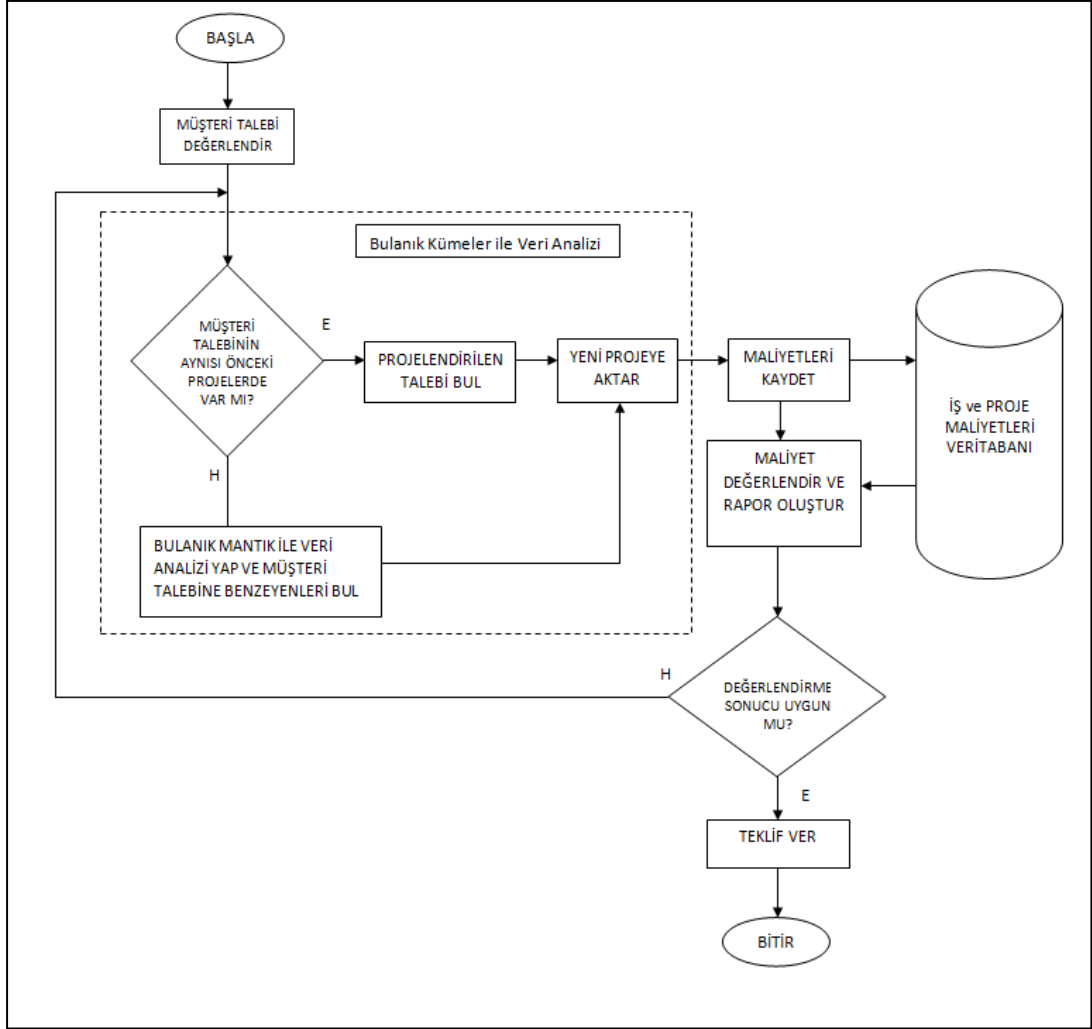 BAŞLA
MÜŞTERİ TALEBİ
DEĞERLENDİR
Bulanık Kümeler ile Veri Analizi
MÜŞTERİ
TALEBİNİN
AYNISI ÖNCEKİ
PROJELERDE
VAR MI?
E
PROJELENDİRİLEN
TALEBİ BUL
YENİ PROJEYE
AKTAR
MALİYETLERİ
KAYDET
İŞ ve PROJE
MALİYETLERİ
VERİTABANI
H
BULANIK MANTIK İLE VERİ
ANALİZİ YAP VE MÜŞTERİ
TALEBİNE BENZEYENLERİ BUL
MALİYET
DEĞERLENDİR VE
RAPOR OLUŞTUR
H
DEĞERLENDİRME
SONUCU UYGUN
MU?
E
TEKLİF VER
BİTİR